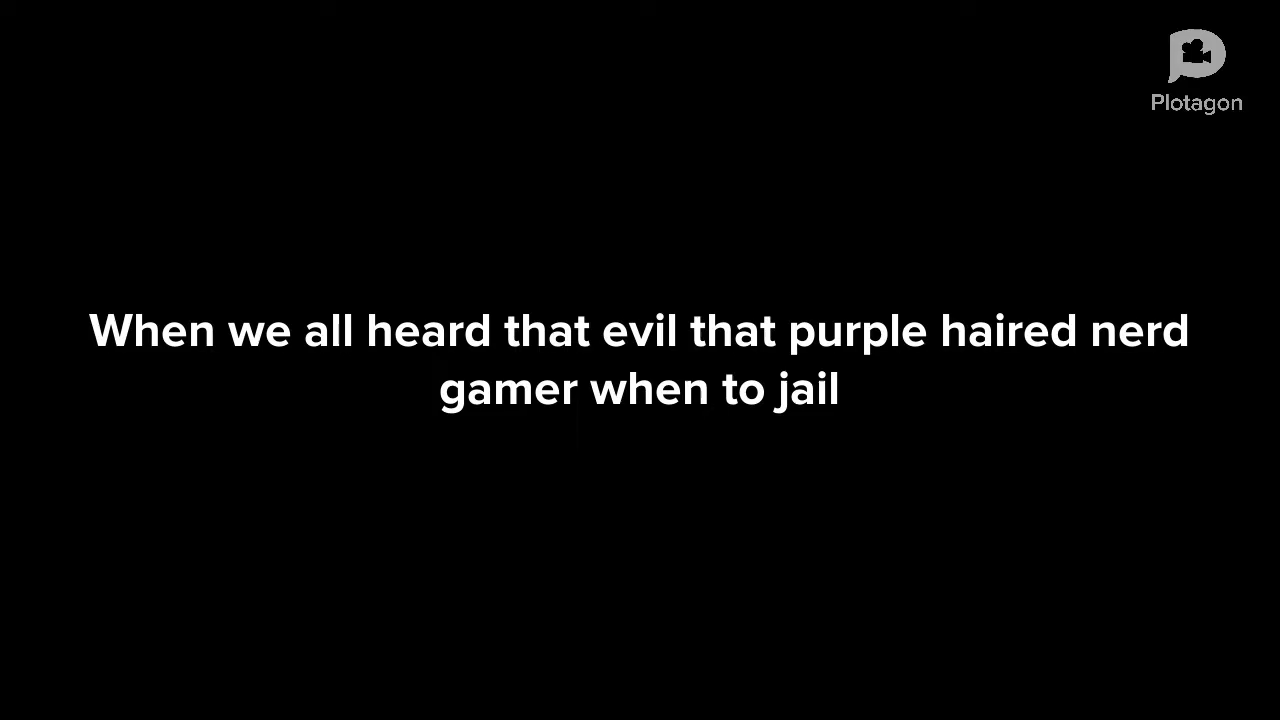 Plotagon
When we all heard that evil that purple haired nerd
gamer when to jail